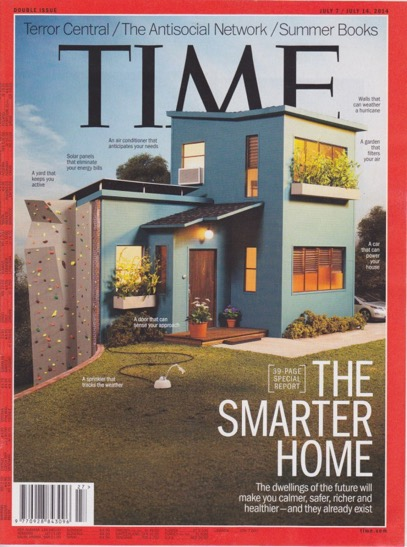 DOUBLE ISSUE
JULY 7 / JULY 14, 2014
Terror Central / The Antisocial Network / Summer Books
TIME
Walls that
can weather
a hurricane
An air conditioner that
anticipates your needs
A garden
that
filters
your air
Solar panels
that eliminate
your energy bills
A yard that
keeps you
active
A car
that can
power
your
house
A door that can
sense your approach
A sprinkler that
tracks the weather
39-PAGE
SPECIAL
REPORT
THE
SMARTER
HOME
The dwellings of the future will
make you calmer, safer, richer and
healthier—and they already exist
time.com